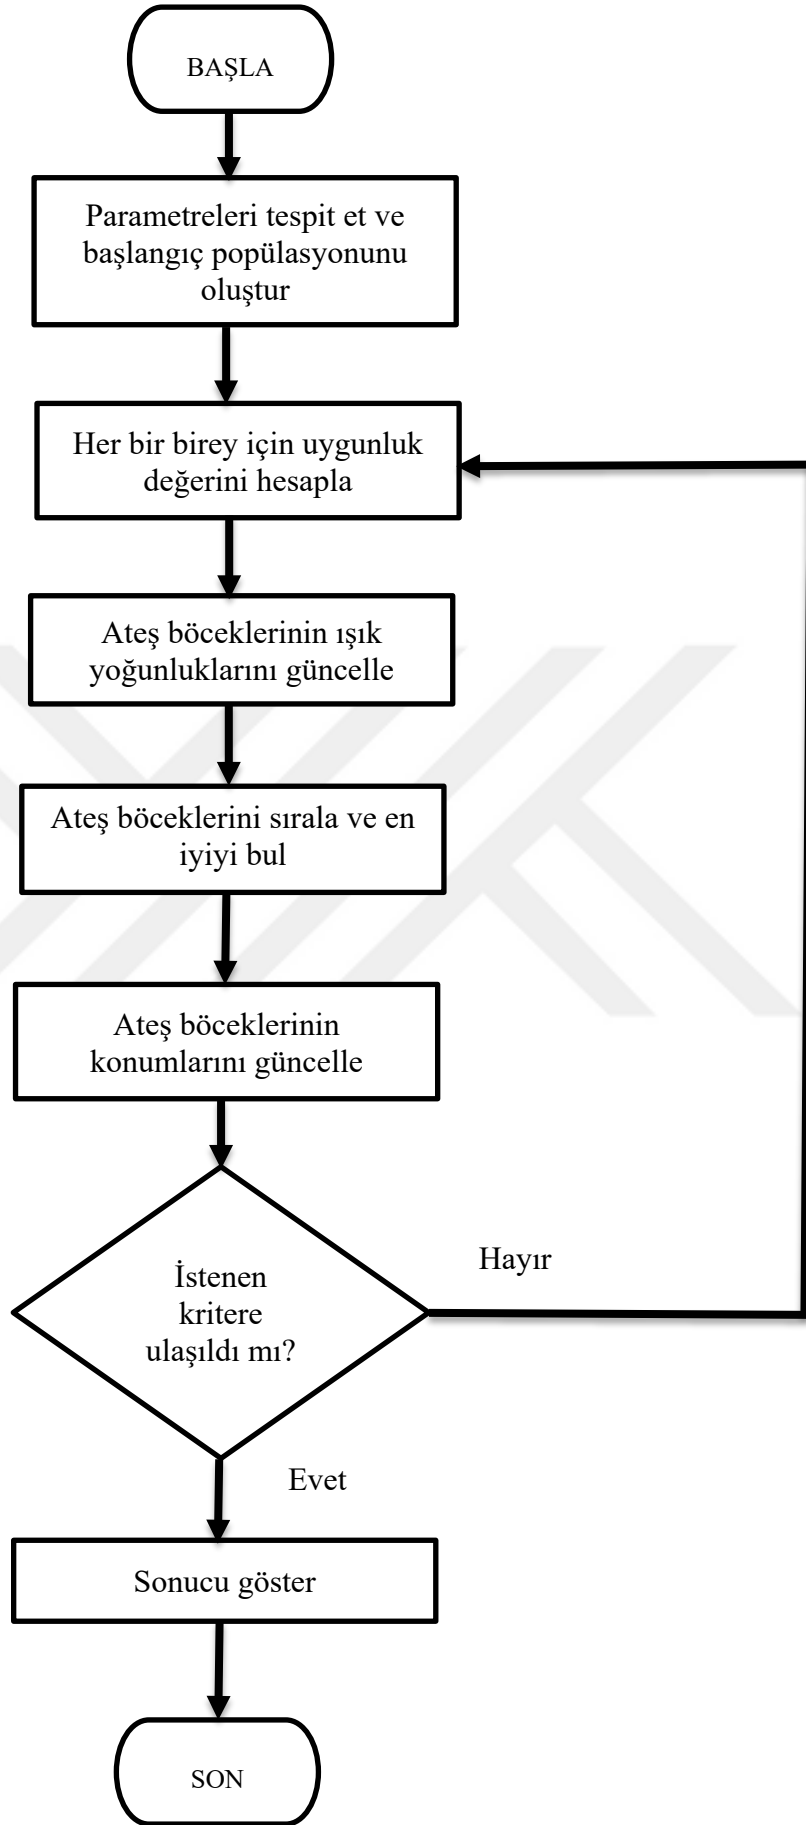 BAŞLA
Parametreleri tespit et ve
başlangıç popülasyonunu
oluştur
Her bir birey için uygunluk
değerini hesapla
Ateş böceklerinin ışık
yoğunluklarını güncelle
Ateş böceklerini sırala ve en
iyiyi bul
Ateş böceklerinin
konumlarını güncelle
İstenen
kritere
ulaşıldı mı?
Hayır
Evet
Sonucu göster
SON